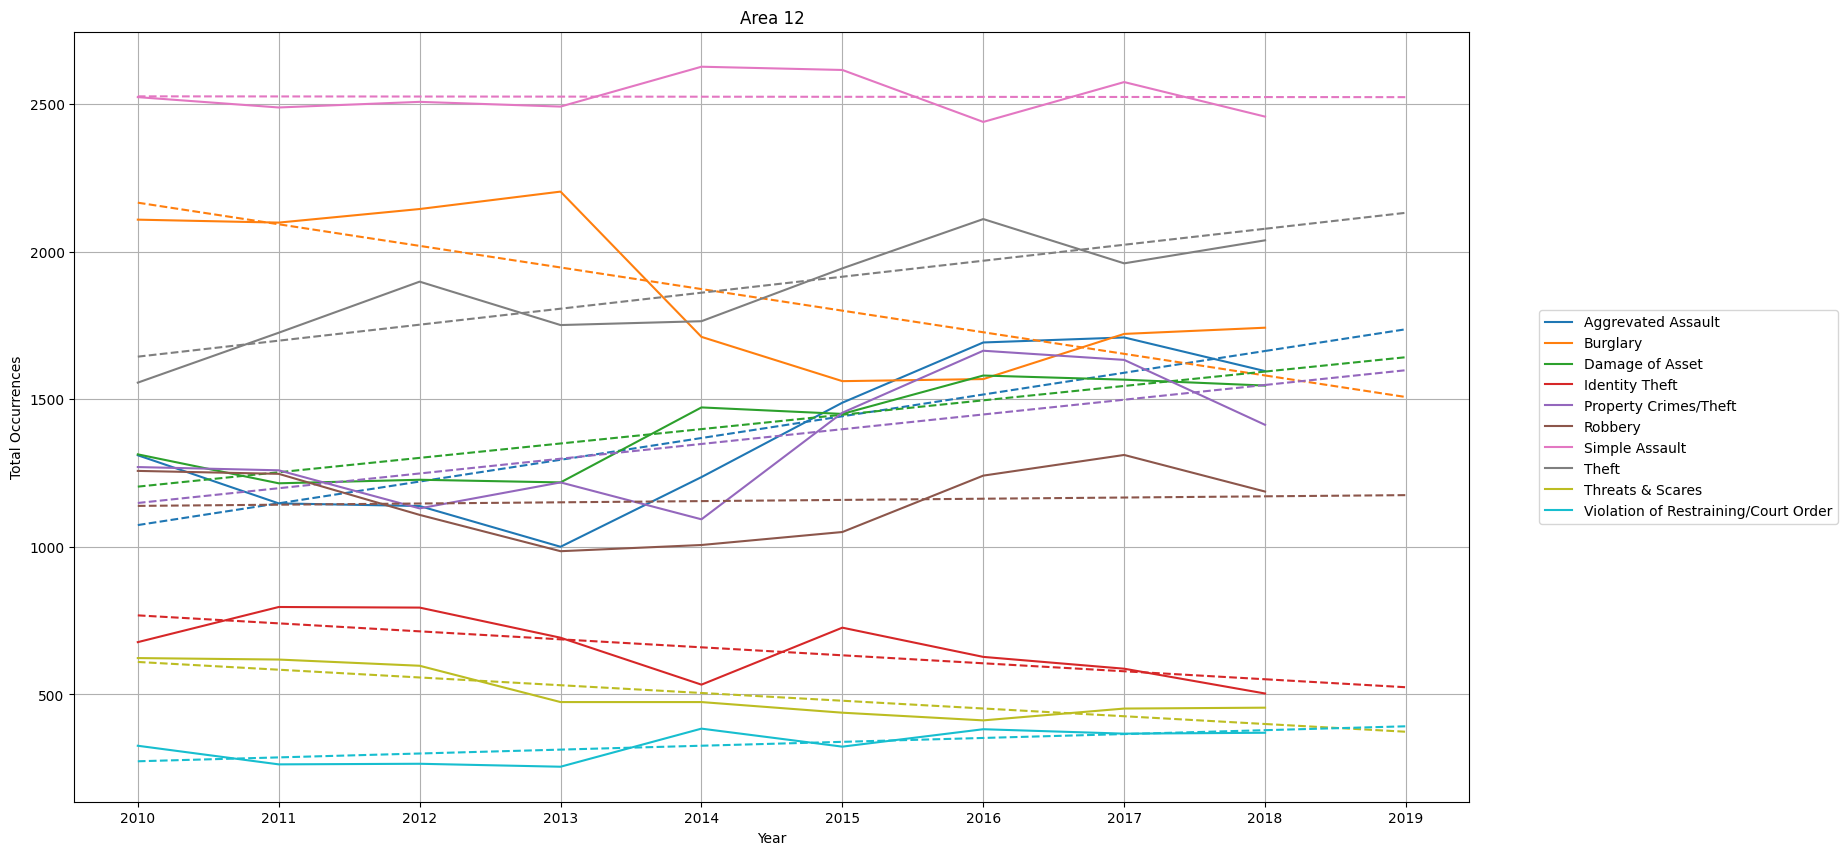 Area 12
Total Occurrences
2500
2000
1500
1000
500
2010 2011 2012 2013 2014 2015 2016 2017 2018 2019
Year
Aggrevated Assault
Burglary
Damage of Asset
Identity Theft
Property Crimes/Theft
Robbery
Simple Assault
Theft
Threats & Scares
Violation of Restraining/Court Order